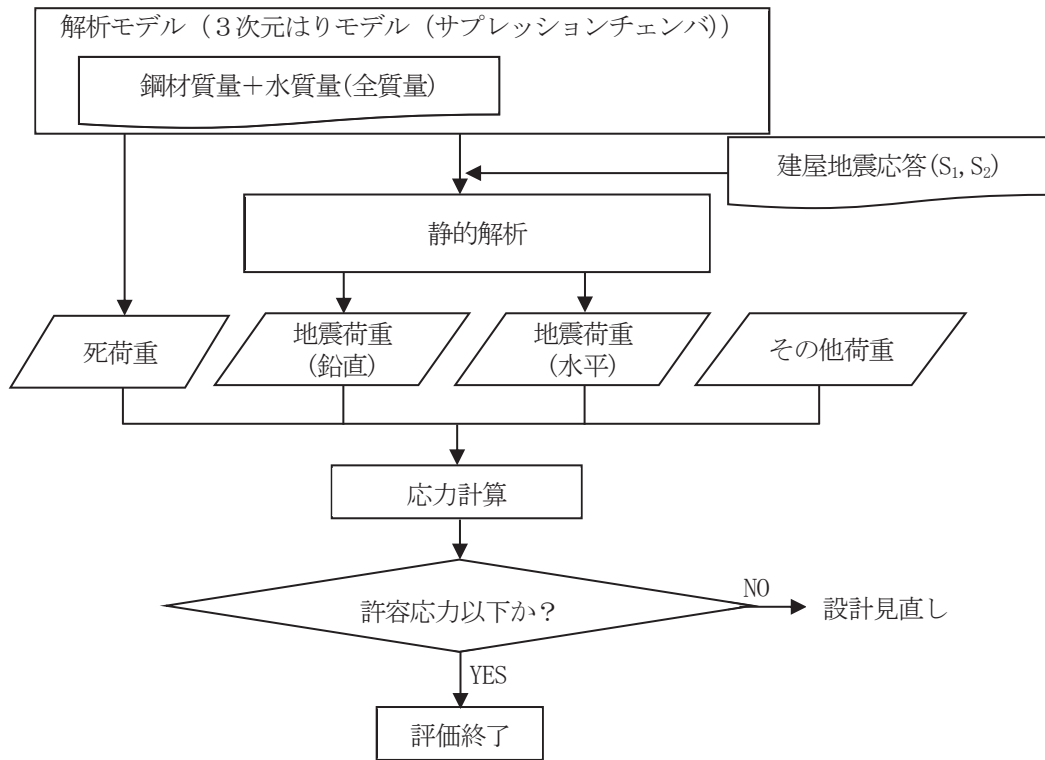 解析モデル（３次元はりモデル（サプレッションチェンバ））
鋼材質量＋水質量(全質量)
建屋地震応答(S₁, S₂)
静的解析
死荷重
地震荷重
(鉛直)
地震荷重
(水平)
その他荷重
応力計算
許容応力以下か？
NO
設計見直し
YES
評価終了